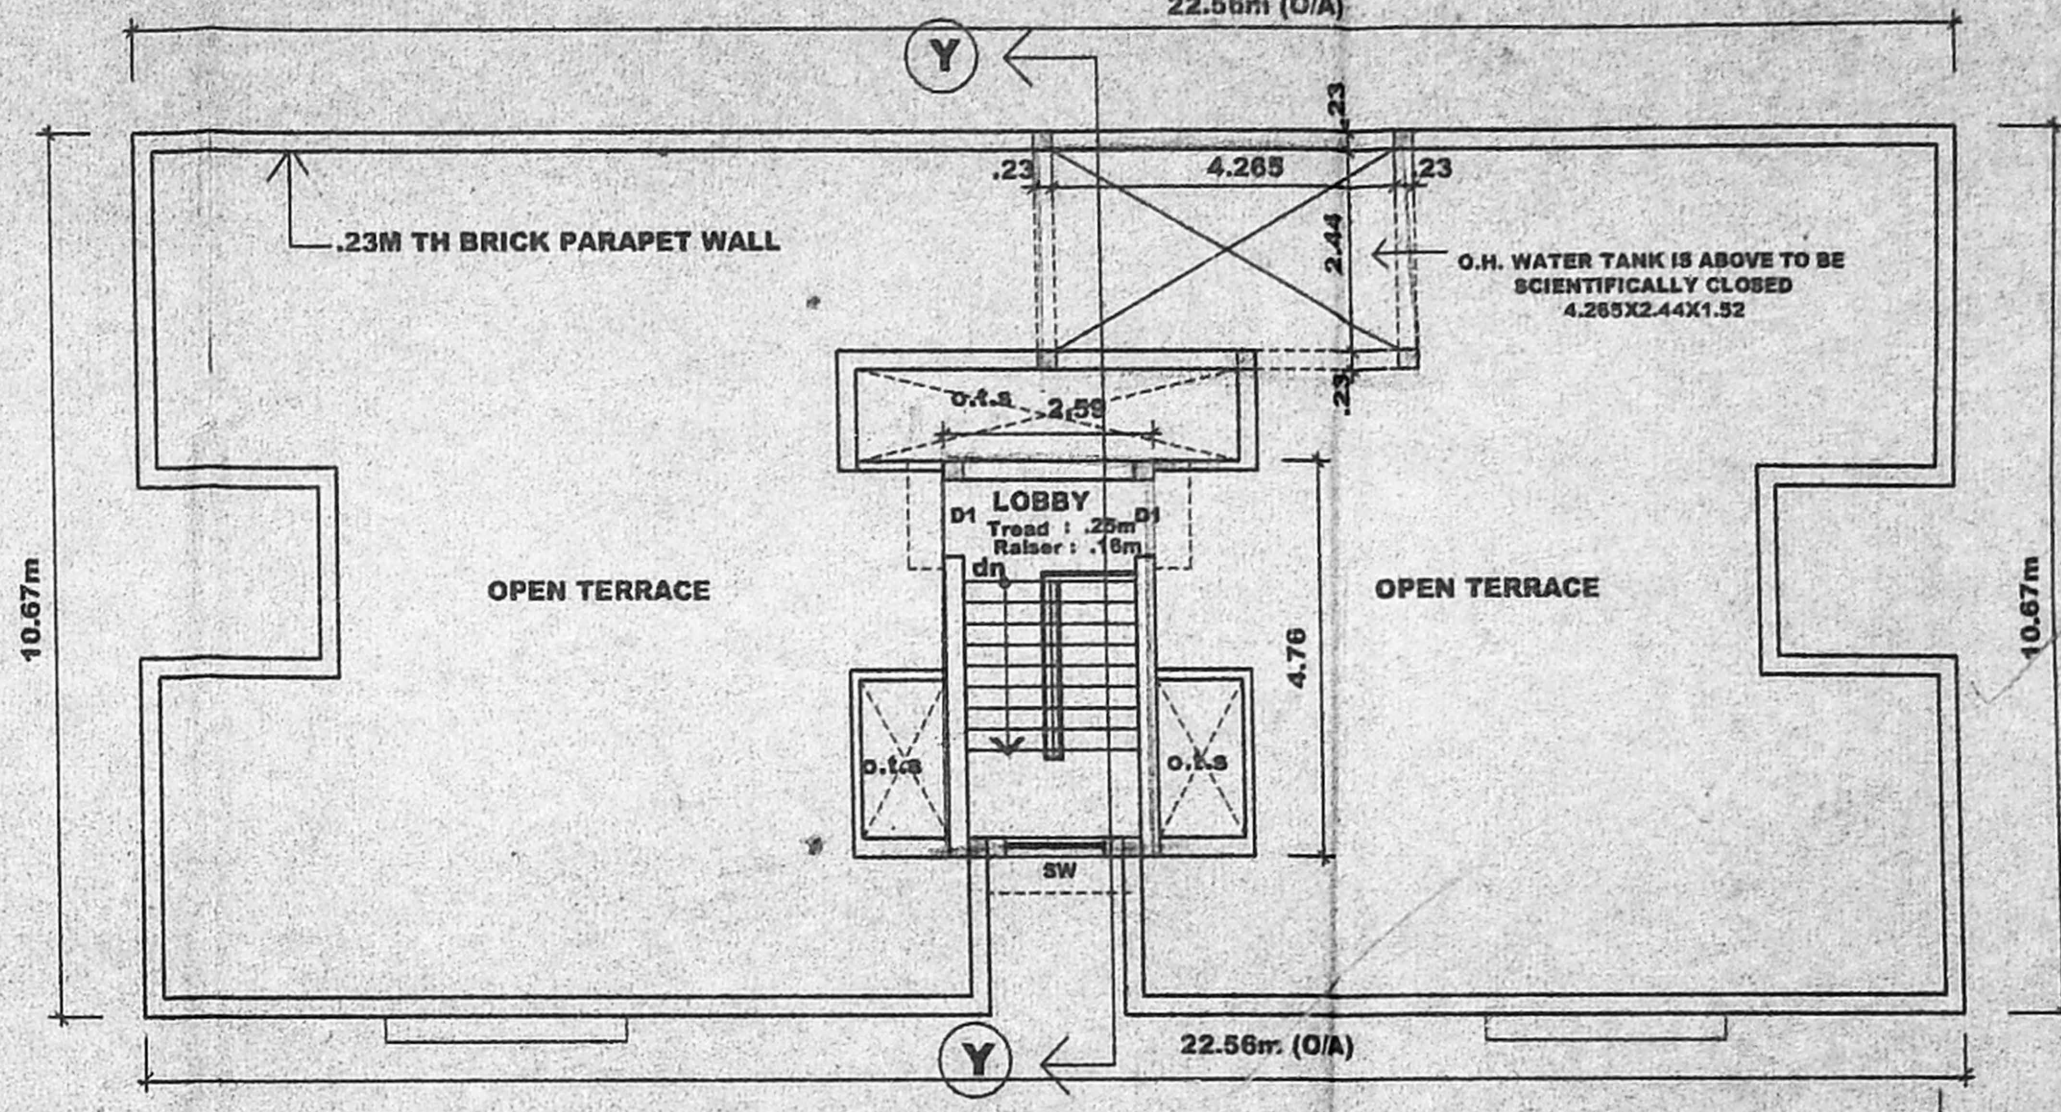 22.56m (O/A)
Y
.23
.23
4.265
.23
.23M TH BRICK PARAPET WALL
2.44
O.H. WATER TANK IS ABOVE TO BE
SCIENTIFICALLY CLOSED
4.265X2.44X1.52
.23
o.t.s
2.59
LOBBY
D1
D1
Tread : .25m
Raiser : .16m
dn
10.67m
OPEN TERRACE
OPEN TERRACE
10.67m
4.76
o.t.s
o.t.s
SW
Y
22.56m (O/A)